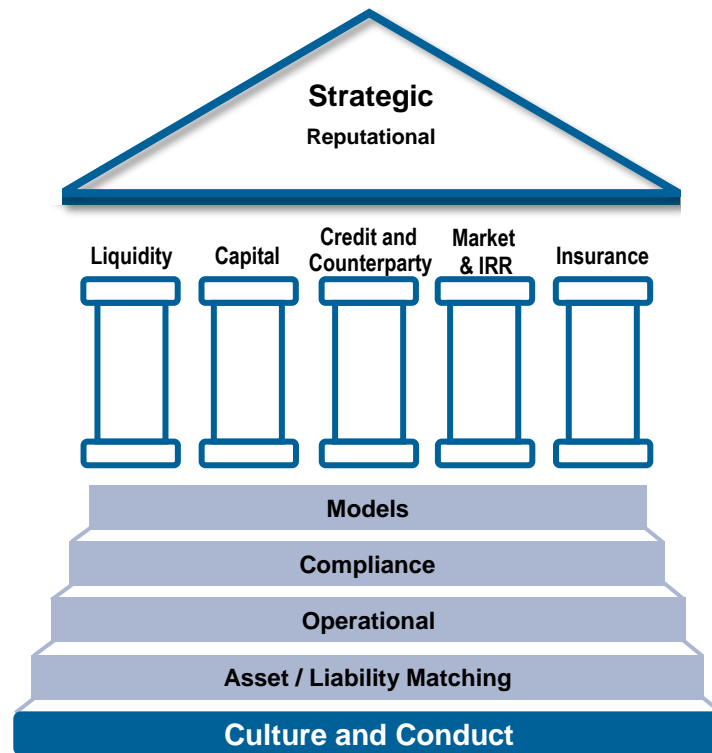 Strategic
Reputational
Liquidity
Capital
Credit and
Counterparty
Market
& IRR
Insurance
Models
Compliance
Operational
Asset / Liability Matching
Culture and Conduct